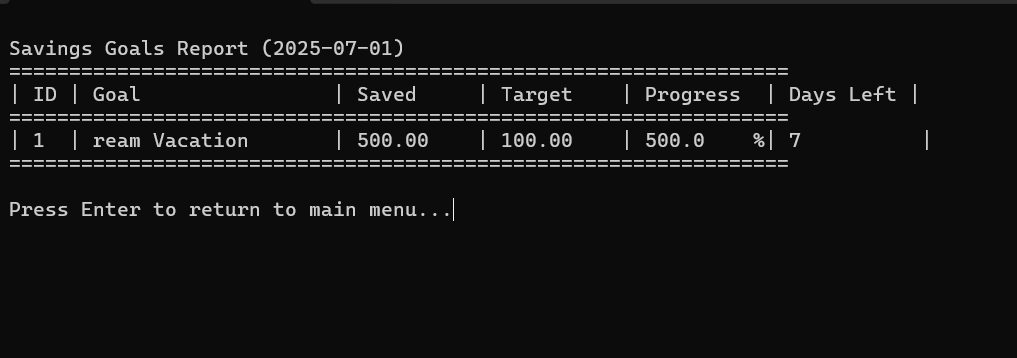 Savings Goals Report (2025-07-01)
=================================================================
| ID | Goal                | Saved     | Target    | Progress  | Days Left |
=================================================================
| 1  | ream Vacation       | 500.00    | 100.00    | 500.0    %| 7          |
=================================================================
Press Enter to return to main menu...